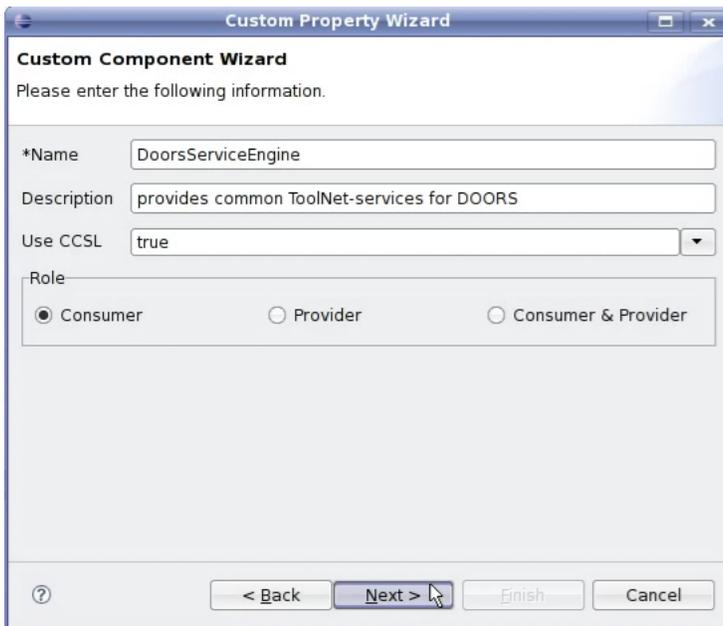 Custom Property Wizard
Custom Component Wizard
Please enter the following information.
*Name DoorsServiceEngine
Description provides common ToolNet-services for DOORS
Use CCSL true
Role
Consumer Provider Consumer & Provider
? < Back Next > Finish Cancel